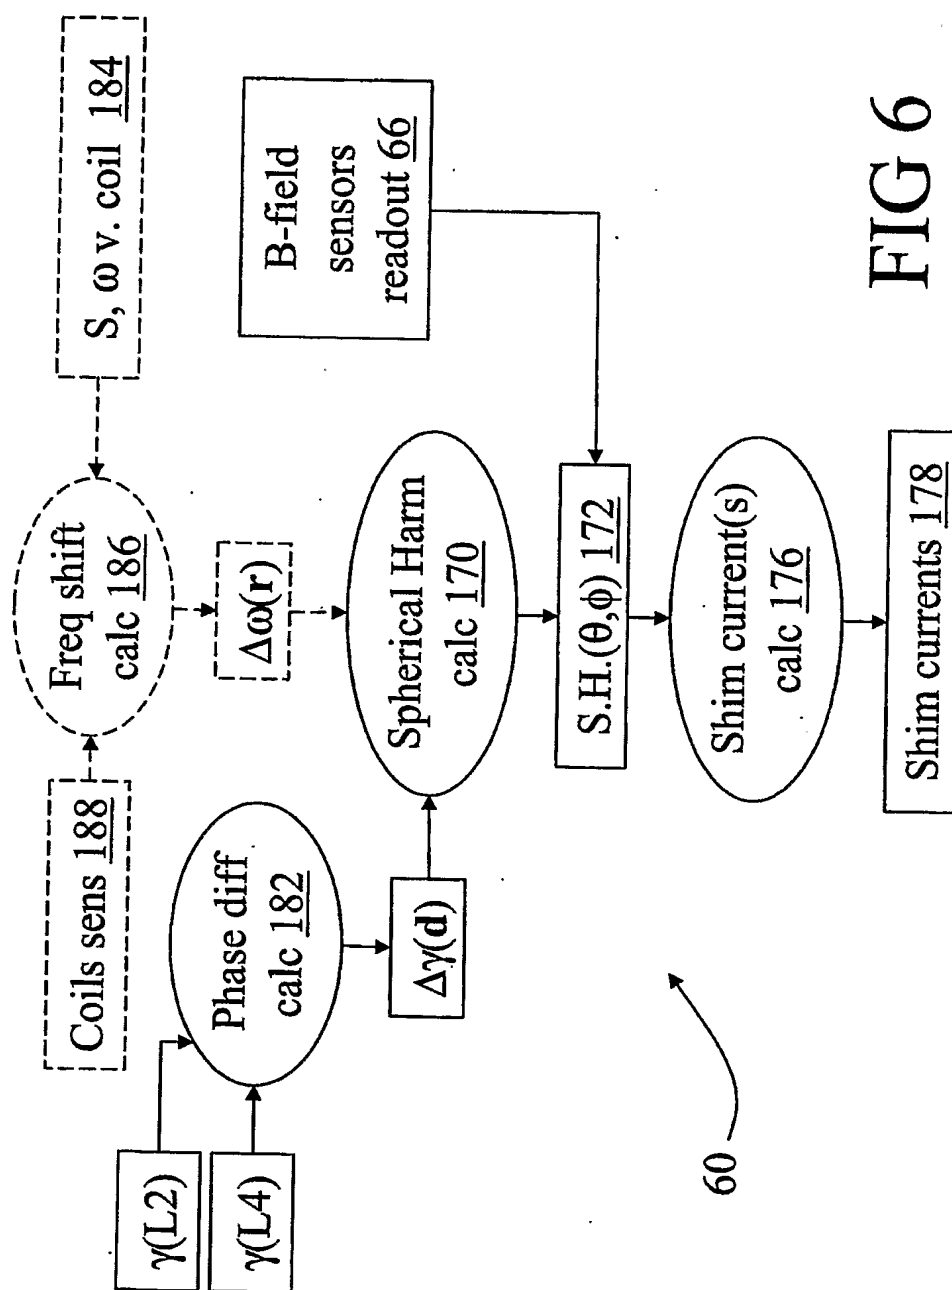 Coils sens 188
Freq shift
calc 186
S, ω v. coil 184
γ(L2)
γ(L4)
Phase diff
calc 182
Δω(r)
Δγ(d)
Spherical Harm
calc 170
B-field
sensors
readout 66
S.H.(θ,ϕ) 172
Shim current(s)
calc 176
Shim currents 178
60
FIG 6